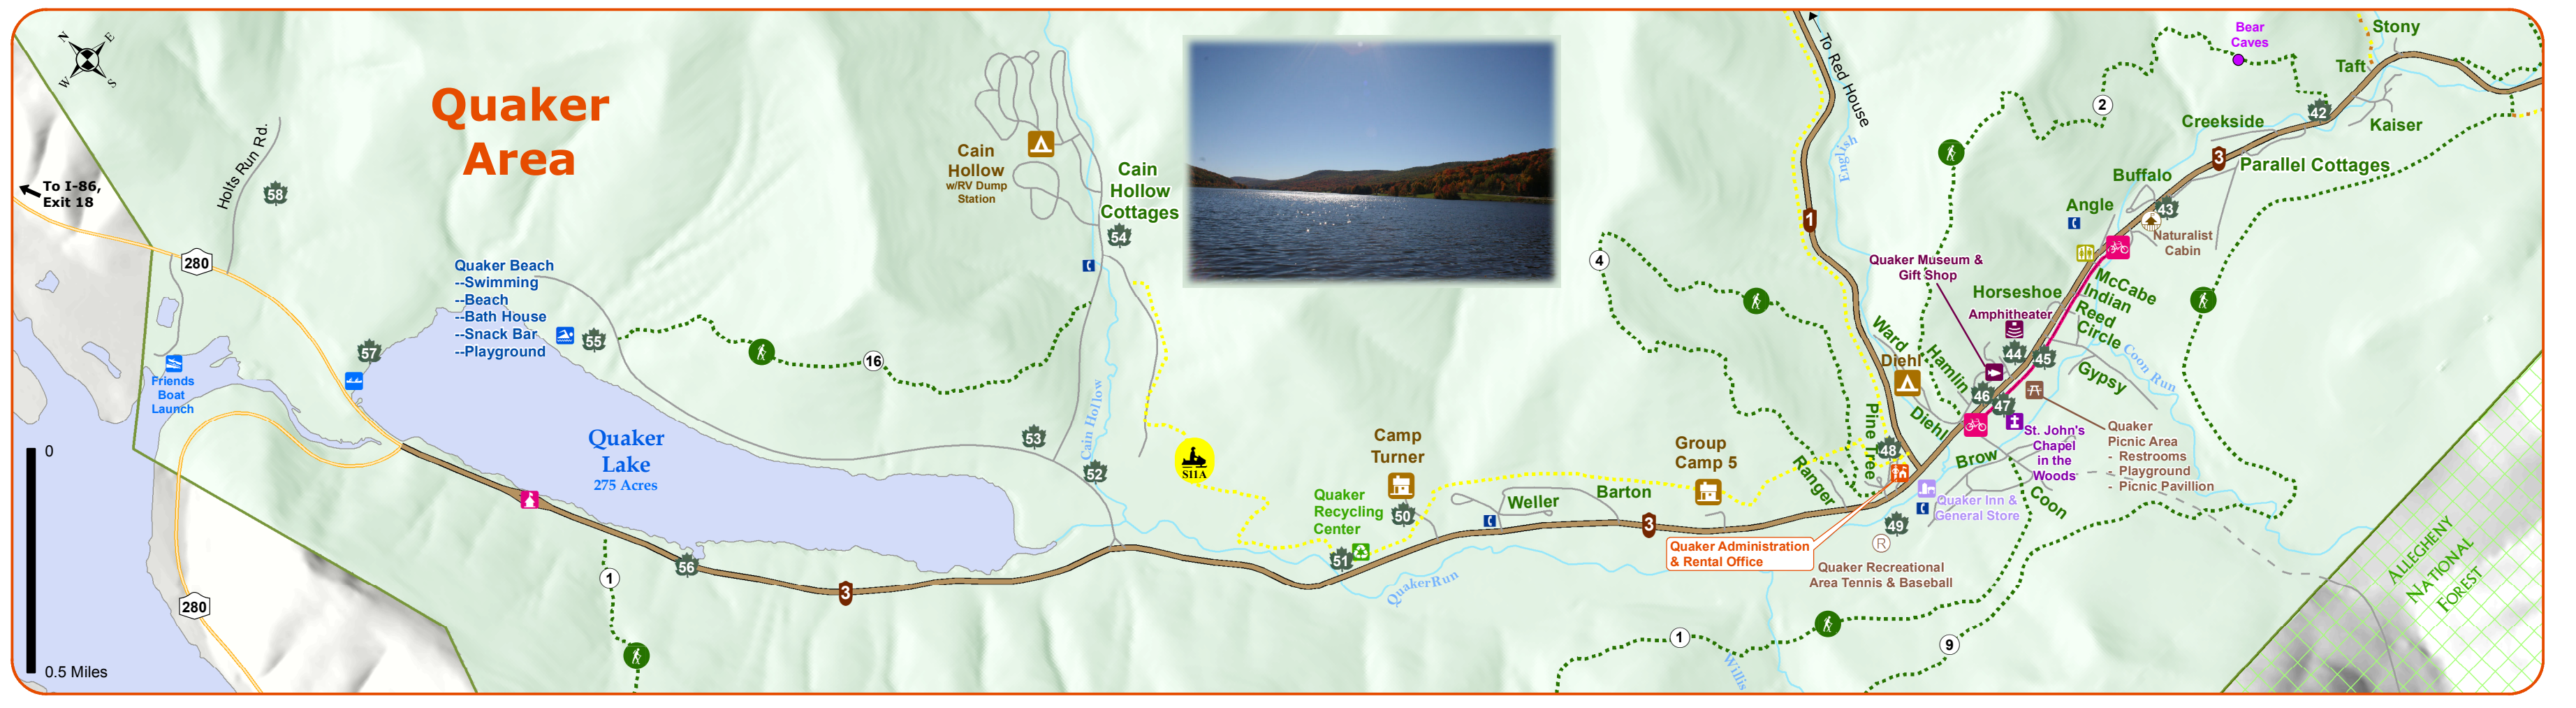 N
E
W
S
Quaker
Area
To I-86,
Exit 18
Holts Run Rd.
58
280
Quaker Beach
--Swimming
--Beach
--Bath House
--Snack Bar
--Playground
55
57
Friends
Boat
Launch
0
0.5 Miles
280
Quaker
Lake
275 Acres
16
56
1
3
Cain
Hollow
w/RV Dump
Station
Cain
Hollow
Cottages
54
53
Cain Hollow
52
S11A
Camp
Turner
50
Quaker
Recycling
Center
51
QuakerRun
Weller
Barton
3
Group
Camp 5
4
1
To Red House
English
Ward
Diehl
Hamlin
Diehl
Pine Tree
Ranger
48
Quaker Administration
& Rental Office
49
R
Quaker Recreational
Area Tennis & Baseball
Quaker Inn &
General Store
Brow
Coon
Quaker Museum &
Gift Shop
Horseshoe
Amphitheater
44
45
46
47
St. John's
Chapel
in the
Woods
Quaker
Picnic Area
- Restrooms
- Playground
- Picnic Pavillion
Gypsy
Coon Run
McCabe
Indian
Reed
Circle
Angle
Buffalo
43
Naturalist
Cabin
Creekside
3
Parallel Cottages
42
Kaiser
Taft
Stony
Bear
Caves
2
1
9
Willis
Allegheny
National
Forest